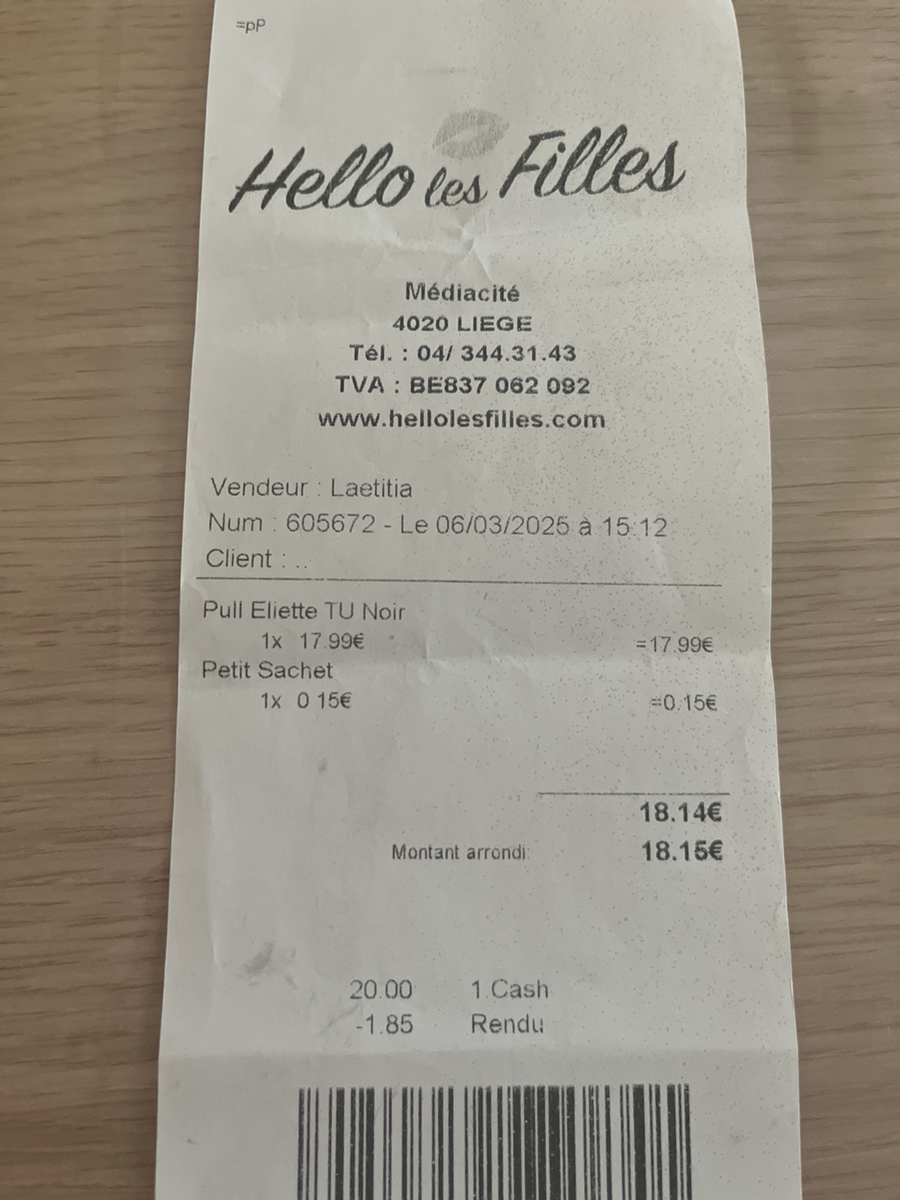 =pP
Hello les Filles
Médiacité
4020 LIEGE
Tél. : 04/ 344.31.43
TVA : BE837 062 092
www.hellolesfilles.com
Vendeur : Laetitia
Num : 605672 - Le 06/03/2025 à 15:12
Client : ..
Pull Eliette TU Noir
1x 17.99€ =17.99€
Petit Sachet
1x 0 15€ =0.15€
18.14€
Montant arrondi: 18.15€
20.00 1.Cash
-1.85 Rendu